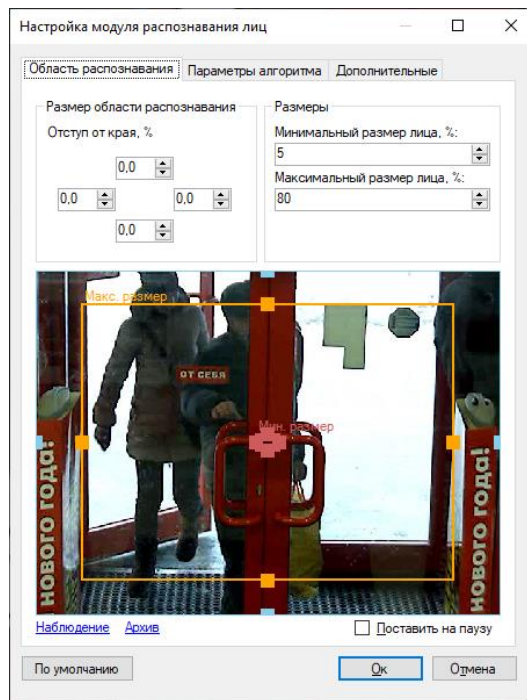 Настройка модуля распознавания лиц
Область распознавания Параметры алгоритма Дополнительные
Размер области распознавания
Отступ от края, %
0,0
0,0 0,0
0,0
Размеры
Минимальный размер лица, %:
5
Максимальный размер лица, %:
80
Макс. размер
ОТ СЕБЯ
Мин. размер
НОВОГО ГОДА!
НОВОГО ГОДА!
Наблюдение Архив
Поставить на паузу
По умолчанию Ок Отмена